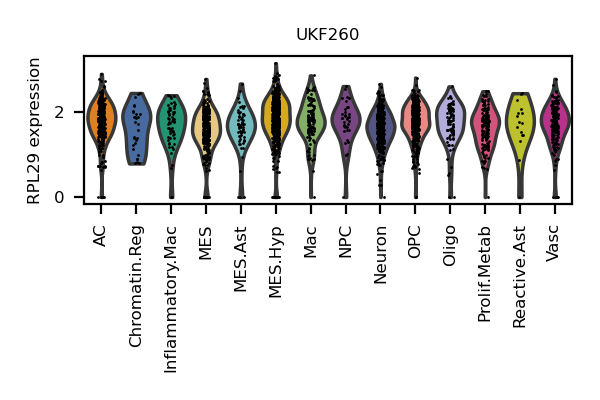 UKF260
RPL29 expression
2
0
AC
Chromatin.Reg
Inflammatory.Mac
MES
MES.Ast
MES.Hyp
Mac
NPC
Neuron
OPC
Oligo
Prolif.Metab
Reactive.Ast
Vasc